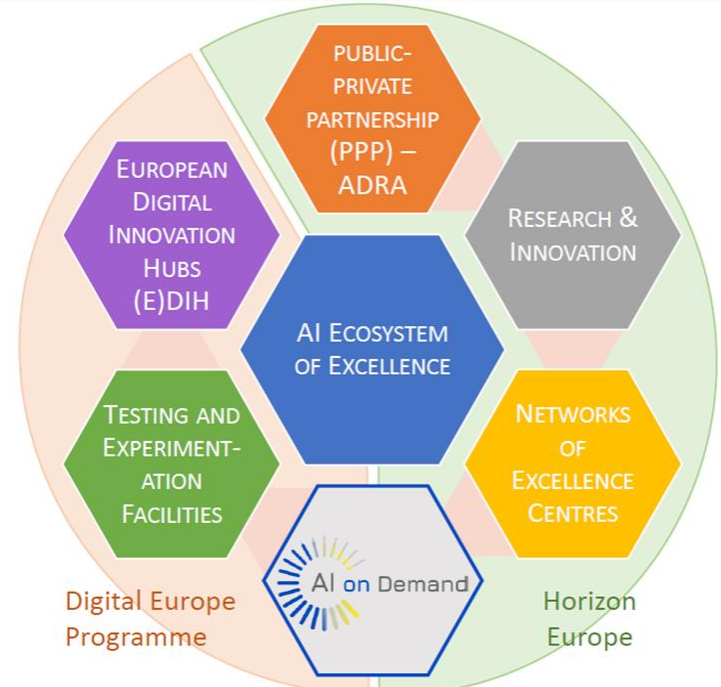 PUBLIC-
PRIVATE
PARTNERSHIP
(PPP) –
ADRA
EUROPEAN
DIGITAL
INNOVATION
HUBS
(E)DIH
RESEARCH &
INNOVATION
AI ECOSYSTEM
OF EXCELLENCE
TESTING AND
EXPERIMENT-
ATION
FACILITIES
NETWORKS
OF
EXCELLENCE
CENTRES
AI on Demand
Digital Europe
Programme
Horizon
Europe